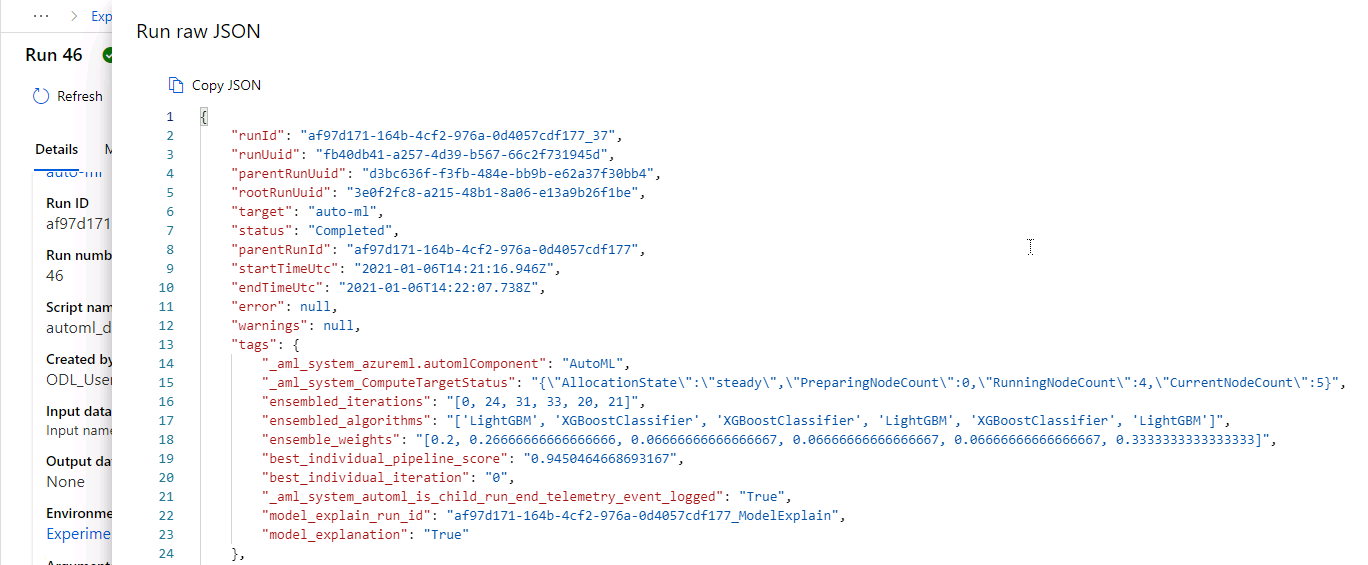 ... > Exp
Run 46
Refresh
Details M
auto-ml
Run ID
af97d171
Run numb
46
Script nam
automl_d
Created by
ODL_User
Input data
Input name
Output da
None
Environme
Experime
Argument
Run raw JSON
Copy JSON
1 {
2 "runId": "af97d171-164b-4cf2-976a-0d4057cdf177_37",
3 "runUuid": "fb40db41-a257-4d39-b567-66c2f731945d",
4 "parentRunUuid": "d3bc636f-f3fb-484e-bb9b-e62a37f30bb4",
5 "rootRunUuid": "3e0f2fc8-a215-48b1-8a06-e13a9b26f1be",
6 "target": "auto-ml",
7 "status": "Completed",
8 "parentRunId": "af97d171-164b-4cf2-976a-0d4057cdf177",
9 "startTimeUtc": "2021-01-06T14:21:16.946Z",
10 "endTimeUtc": "2021-01-06T14:22:07.738Z",
11 "error": null,
12 "warnings": null,
13 "tags": {
14 "_aml_system_azureml.automlComponent": "AutoML",
15 "_aml_system_ComputeTargetStatus": "{\"AllocationState\":\"steady\",\"PreparingNodeCount\":0,\"RunningNodeCount\":4,\"CurrentNodeCount\":5}",
16 "ensembled_iterations": "[0, 24, 31, 33, 20, 21]",
17 "ensembled_algorithms": "['LightGBM', 'XGBoostClassifier', 'XGBoostClassifier', 'LightGBM', 'XGBoostClassifier', 'LightGBM']",
18 "ensemble_weights": "[0.2, 0.26666666666666666, 0.06666666666666667, 0.06666666666666667, 0.06666666666666667, 0.3333333333333333]",
19 "best_individual_pipeline_score": "0.9450464668693167",
20 "best_individual_iteration": "0",
21 "_aml_system_automl_is_child_run_end_telemetry_event_logged": "True",
22 "model_explain_run_id": "af97d171-164b-4cf2-976a-0d4057cdf177_ModelExplain",
23 "model_explanation": "True"
24 },